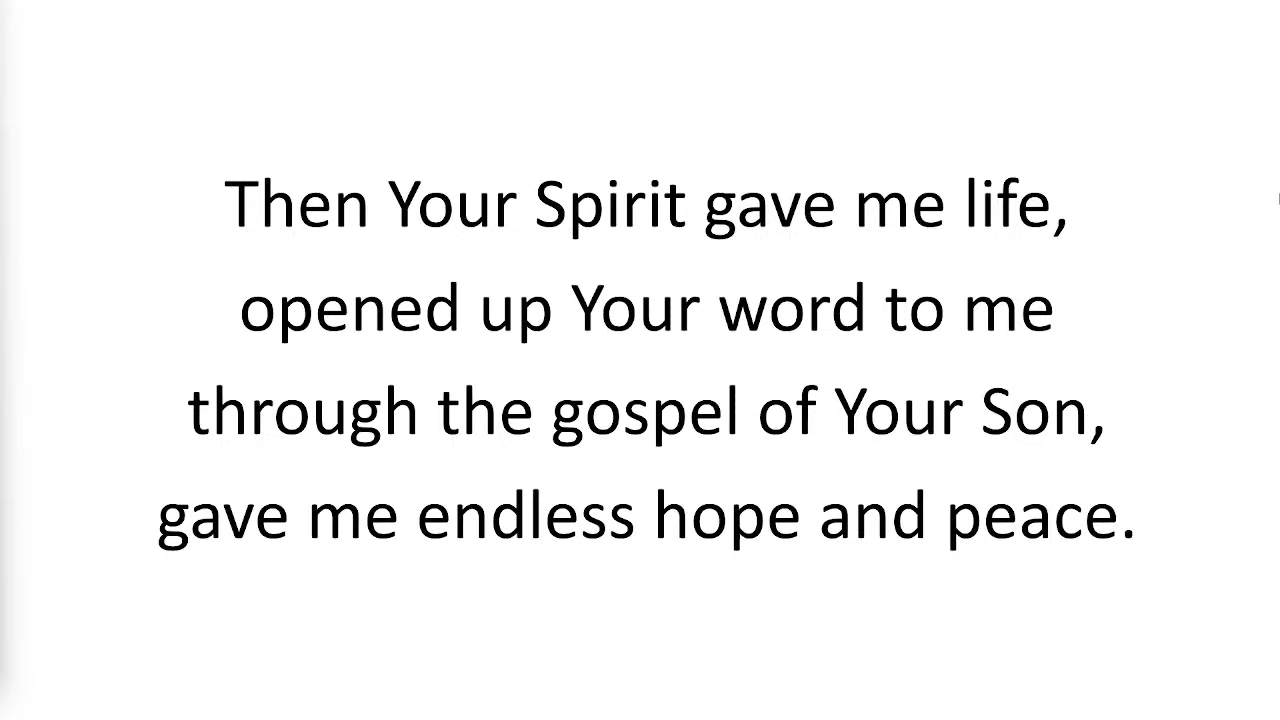 Then Your Spirit gave me life,
opened up Your word to me
through the gospel of Your Son,
gave me endless hope and peace.